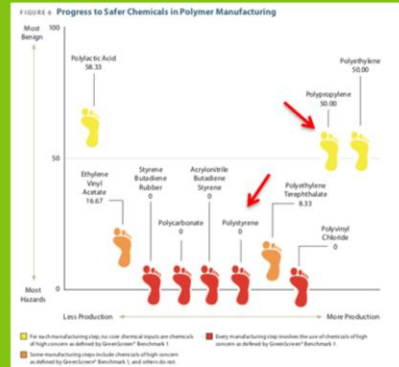 FIGURE 6 Progress to Safer Chemicals in Polymer Manufacturing
Most
Benign
100
Polylactic Acid
58.33
Polyethylene
50.00
Polypropylene
50.00
50
Ethylene
Vinyl
Acetate
16.67
Styrene
Butadiene
Rubber
0
Acrylonitrile
Butadiene
Styrene
0
Polycarbonate
0
Polystyrene
0
Polyethylene
Terephthalate
8.33
Polyvinyl
Chloride
0
Most
Hazards
0
Less Production
More Production
For each manufacturing step, no core chemical inputs are chemicals
of high concern as defined by GreenScreen® Benchmark 1.
Some manufacturing steps include chemicals of high concern
as defined by GreenScreen® Benchmark 1, and others do not.
Every manufacturing step involves the use of chemicals of high
concern as defined by GreenScreen® Benchmark 1.